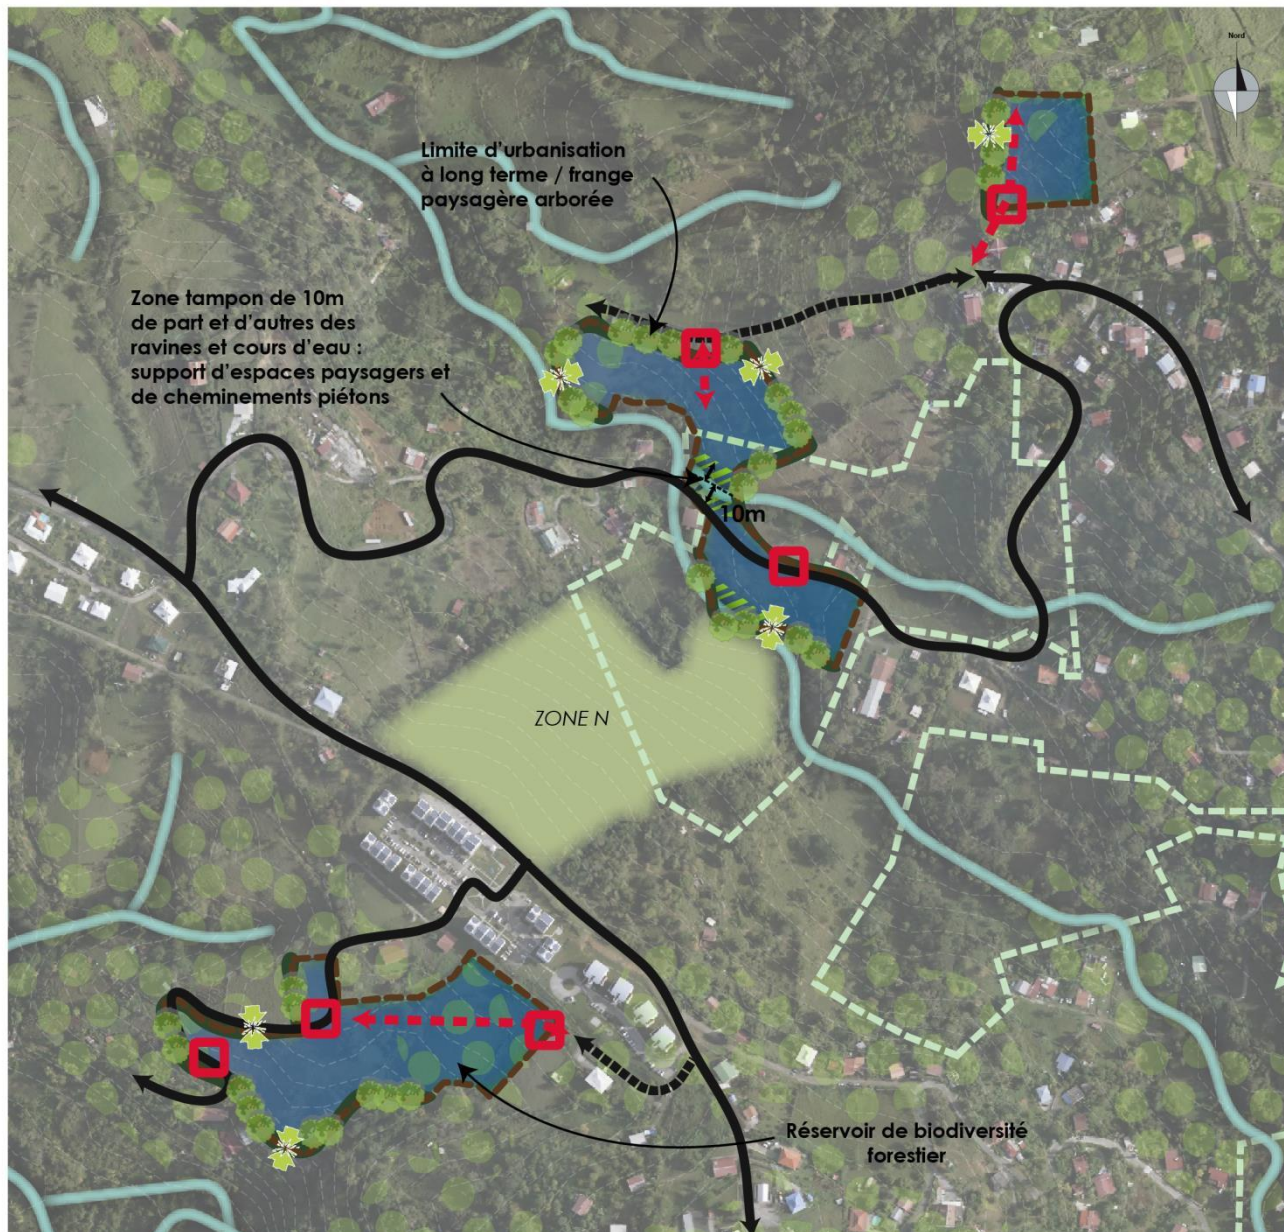 Nord
Limite d'urbanisation
à long terme / frange
paysagère arborée
Zone tampon de 10m
de part et d'autres des
ravines et cours d'eau :
support d'espaces paysagers et
de cheminements piétons
10m
ZONE N
Réservoir de biodiversité
forestier